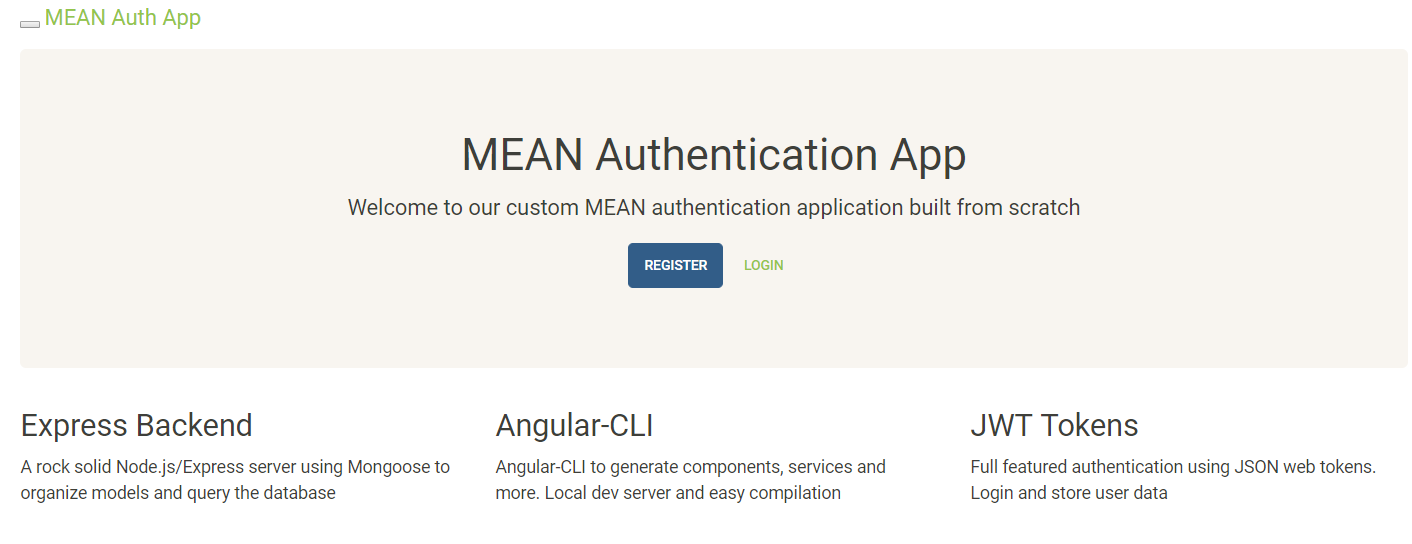 MEAN Auth App
MEAN Authentication App
Welcome to our custom MEAN authentication application built from scratch
REGISTER LOGIN
Express Backend
A rock solid Node.js/Express server using Mongoose to
organize models and query the database
Angular-CLI
Angular-CLI to generate components, services and
more. Local dev server and easy compilation
JWT Tokens
Full featured authentication using JSON web tokens.
Login and store user data